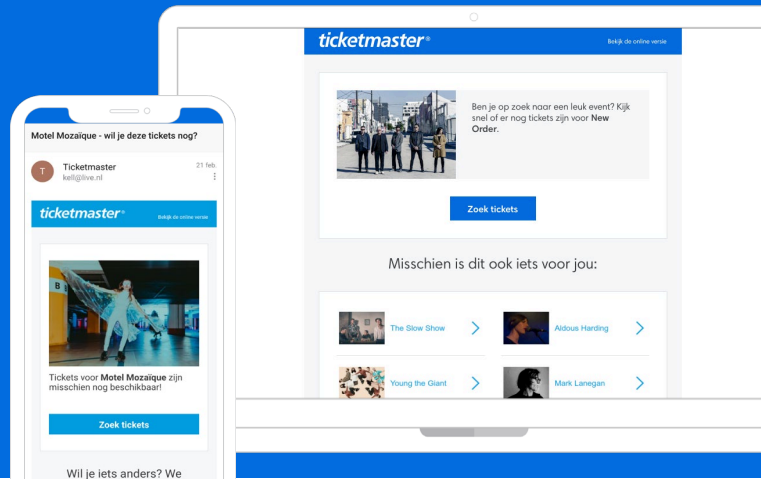 Motel Mozaïque - wil je deze tickets nog?
T
Ticketmaster
21 feb.
kell@live.nl
ticketmaster®
Bekijk de online versie
B
Tickets voor Motel Mozaïque zijn
misschien nog beschikbaar!
Zoek tickets
Wil je iets anders? We
ticketmaster®
Bekijk de online versie
Ben je op zoek naar een leuk event? Kijk
snel of er nog tickets zijn voor New
Order.
Zoek tickets
Misschien is dit ook iets voor jou:
The Slow Show
Aldous Harding
Young the Giant
Mark Lanegan